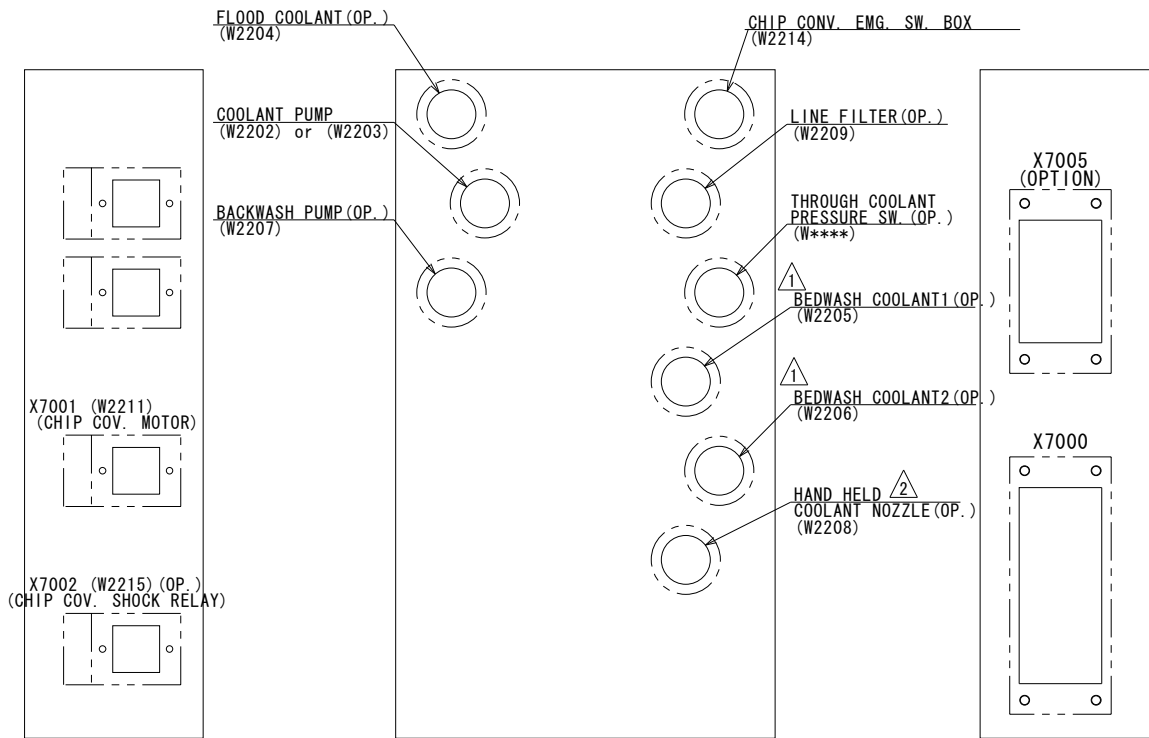 FLOOD COOLANT(OP.)
(W2204)
COOLANT PUMP
(W2202) or (W2203)
BACKWASH PUMP(OP.)
(W2207)
CHIP CONV. EMG. SW. BOX
(W2214)
LINE FILTER(OP.)
(W2209)
THROUGH COOLANT
PRESSURE SW.(OP.)
(W****)
1
BEDWASH COOLANT1(OP.)
(W2205)
1
BEDWASH COOLANT2(OP.)
(W2206)
HAND HELD 2
COOLANT NOZZLE(OP.)
(W2208)
X7001 (W2211)
(CHIP COV. MOTOR)
X7002 (W2215)(OP.)
(CHIP COV. SHOCK RELAY)
X7005
(OPTION)
X7000